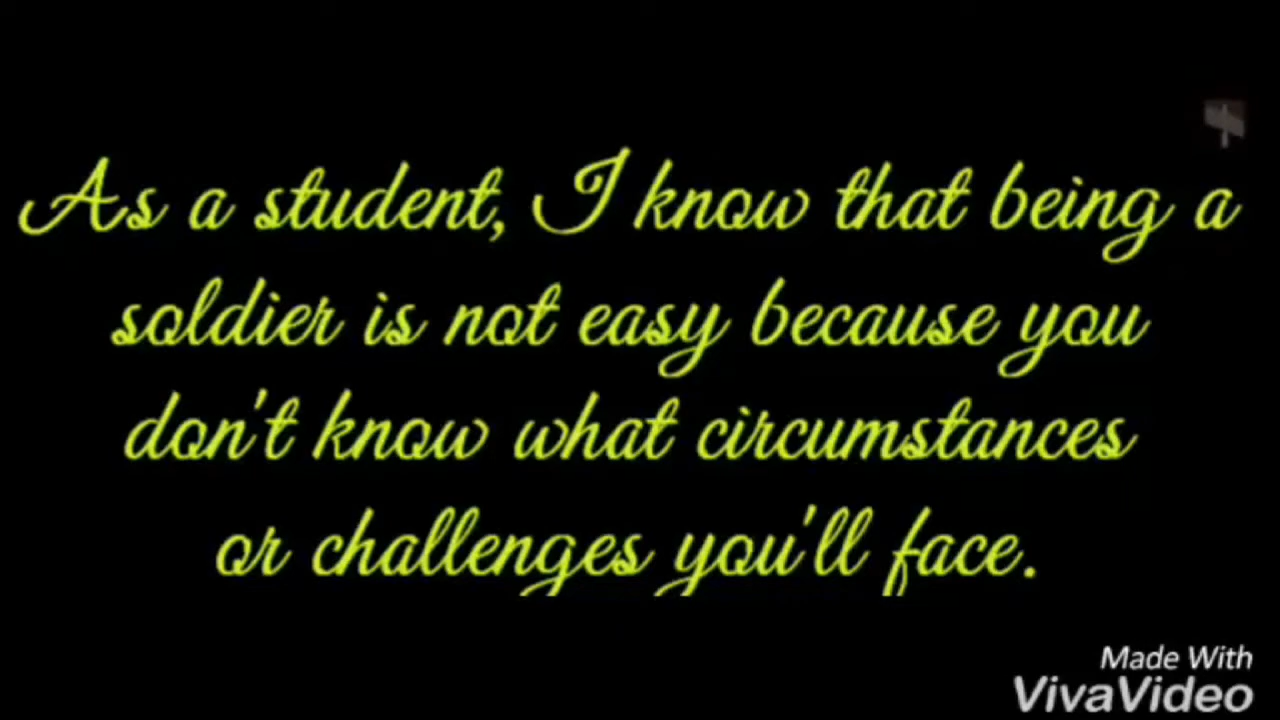 As a student, I know that being a
soldier is not easy because you
don't know what circumstances
or challenges you'll face.
Made With
VivaVideo